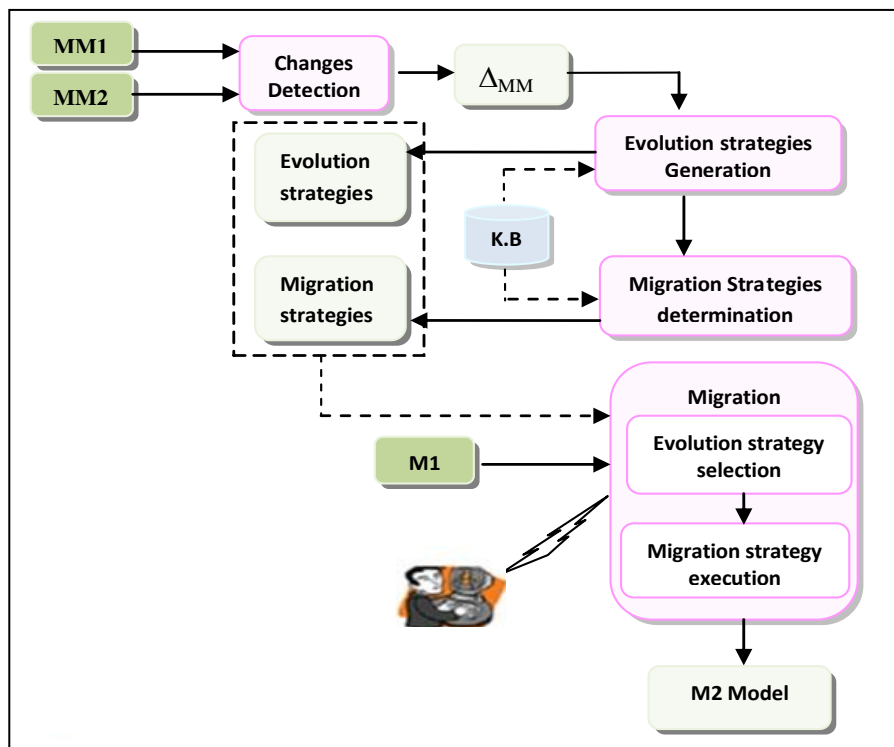 MM1
MM2
Changes
Detection
ΔMM
Evolution strategies
Generation
Evolution
strategies
K.B
Migration
strategies
Migration Strategies
determination
Migration
Evolution strategy
selection
M1
Migration strategy
execution
M2 Model